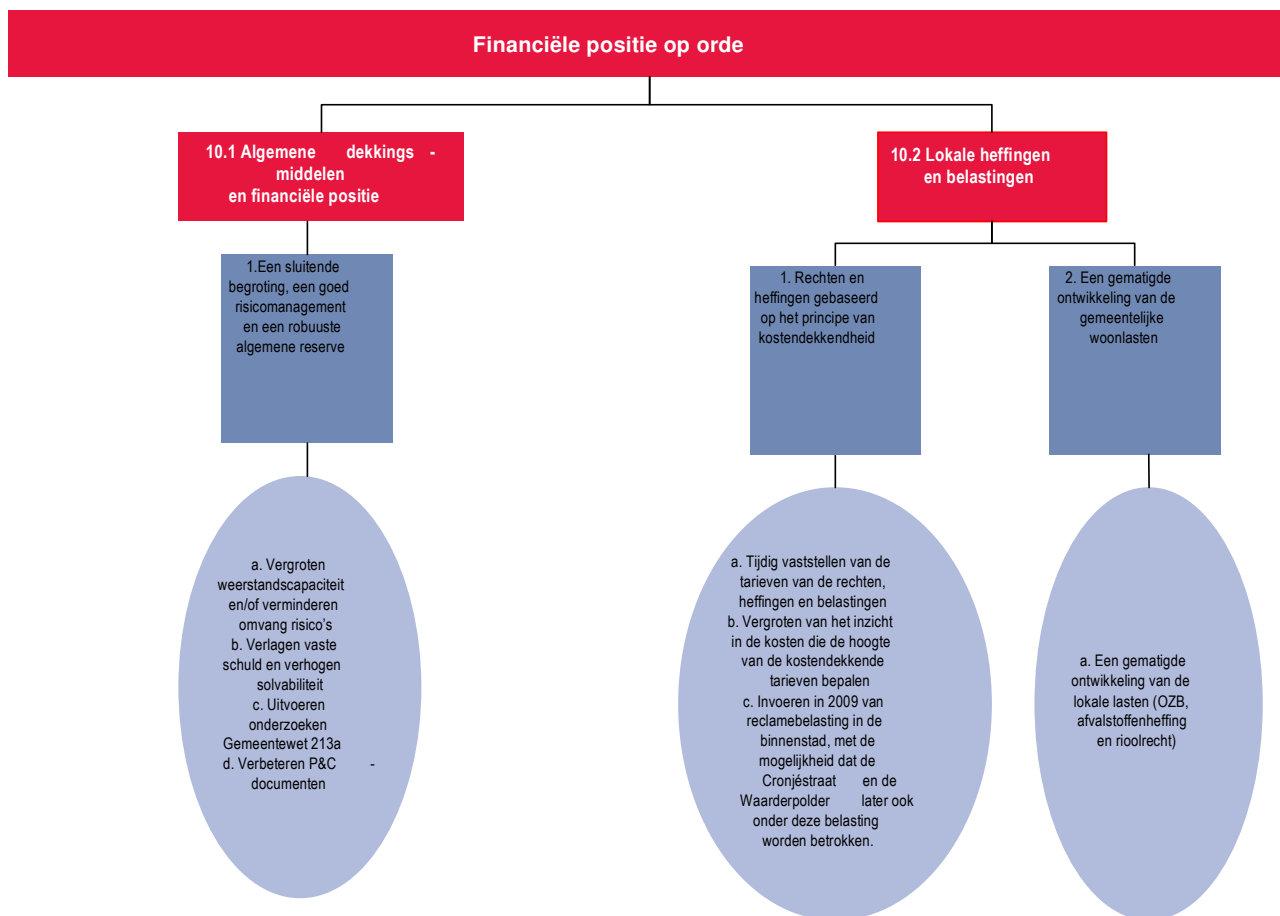 Financiële positie op orde
10.1 Algemene dekkings -
middelen
en financiële positie
10.2 Lokale heffingen
en belastingen
1.Een sluitende
begroting, een goed
risicomanagement
en een robuuste
algemene reserve
1. Rechten en
heffingen gebaseerd
op het principe van
kostendekkendheid
2. Een gematigde
ontwikkeling van de
gemeentelijke
woonlasten
a. Vergroten
weerstandscapaciteit
en/of verminderen
omvang risico's
b. Verlagen vaste
schuld en verhogen
solvabiliteit
c. Uitvoeren
onderzoeken
Gemeentewet 213a
d. Verbeteren P&C -
documenten
a. Tijdig vaststellen van de
tarieven van de rechten,
heffingen en belastingen
b. Vergroten van het inzicht
in de kosten die de hoogte
van de kostendekkende
tarieven bepalen
c. Invoeren in 2009 van
reclamebelasting in de
binnenstad, met de
mogelijkheid dat de
Cronjéstraat en de
Waarderpolder later ook
onder deze belasting
worden betrokken.
a. Een gematigde
ontwikkeling van de
lokale lasten (OZB,
afvalstoffenheffing
en rioolrecht)